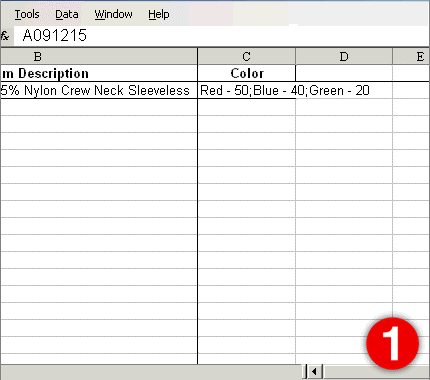 Tools Data Window Help
fx A091215
B C D E
m Description Color
5% Nylon Crew Neck Sleeveless Red - 50;Blue - 40;Green - 20
1